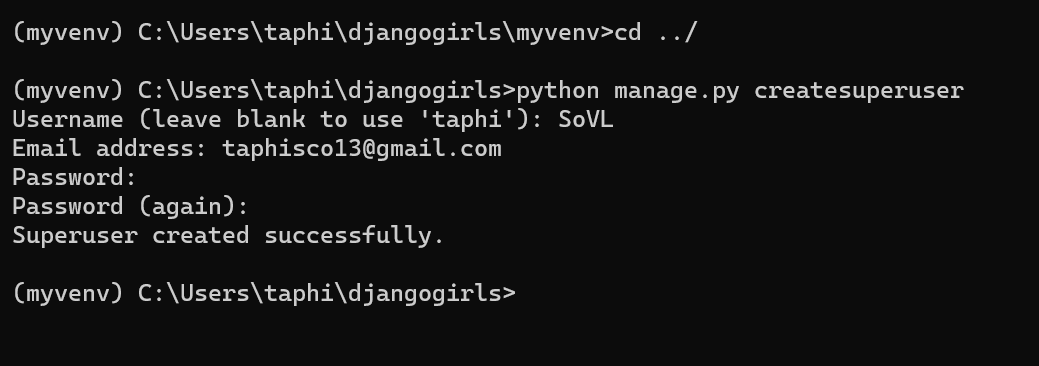 (myvenv) C:\Users\taphi\djangogirls\myvenv>cd ../
(myvenv) C:\Users\taphi\djangogirls>python manage.py createsuperuser
Username (leave blank to use 'taphi'): SoVL
Email address: taphisco13@gmail.com
Password:
Password (again):
Superuser created successfully.
(myvenv) C:\Users\taphi\djangogirls>